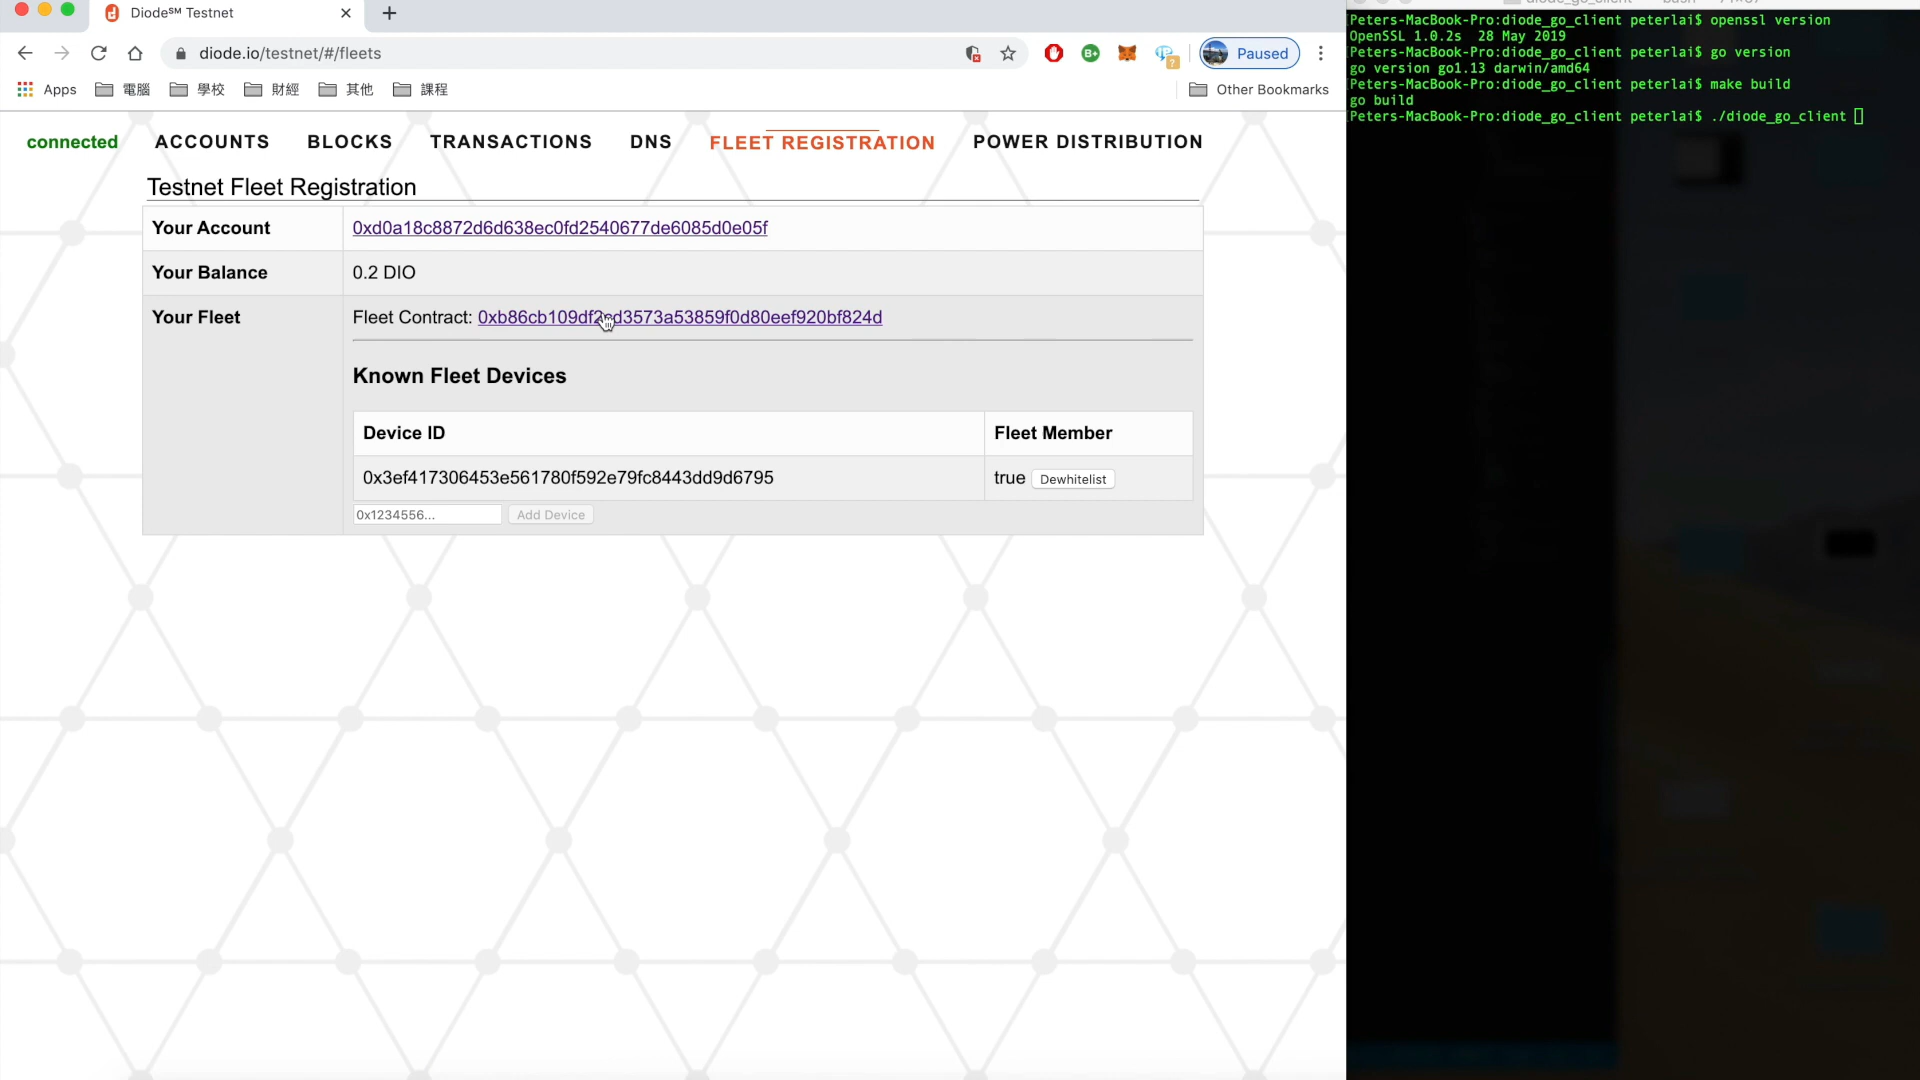 Diode℠ Testnet
diode.io/testnet/#/fleets
Paused
Apps
電腦
學校
財經
其他
課程
Other Bookmarks
connected
ACCOUNTS
BLOCKS
TRANSACTIONS
DNS
FLEET REGISTRATION
POWER DISTRIBUTION
Testnet Fleet Registration
Your Account
0xd0a18c8872d6d638ec0fd2540677de6085d0e05f
Your Balance
0.2 DIO
Your Fleet
Fleet Contract:
Known Fleet Devices
Device ID
Fleet Member
0x3ef417306453e561780f592e79fc8443dd9d6795
true
Dewhitelist
0x1234556...
Add Device
Peters-MacBook-Pro:diode_go_client peterlai$ openssl version
OpenSSL 1.0.2s  28 May 2019
Peters-MacBook-Pro:diode_go_client peterlai$ go version
go version go1.13 darwin/amd64
Peters-MacBook-Pro:diode_go_client peterlai$ make build
go build
Peters-MacBook-Pro:diode_go_client peterlai$ ./diode_go_client